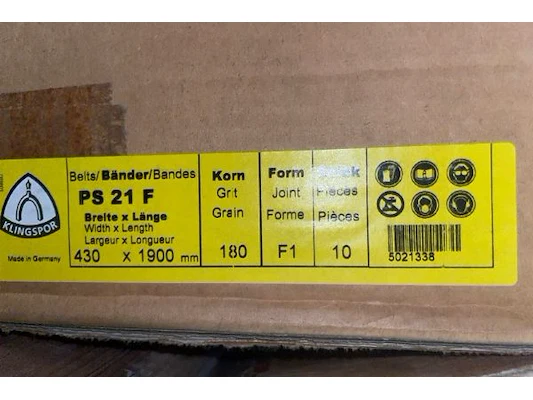 KLINGSPOR
Made in Germany
Belts/Bänder/Bandes
PS 21 F
Breite x Länge
Width x Length
Largeur x Longueur
430 x 1900 mm
Korn
Grit
Grain
180
Form
Joint
Forme
F1
Pieces
Pièces
10
5021338